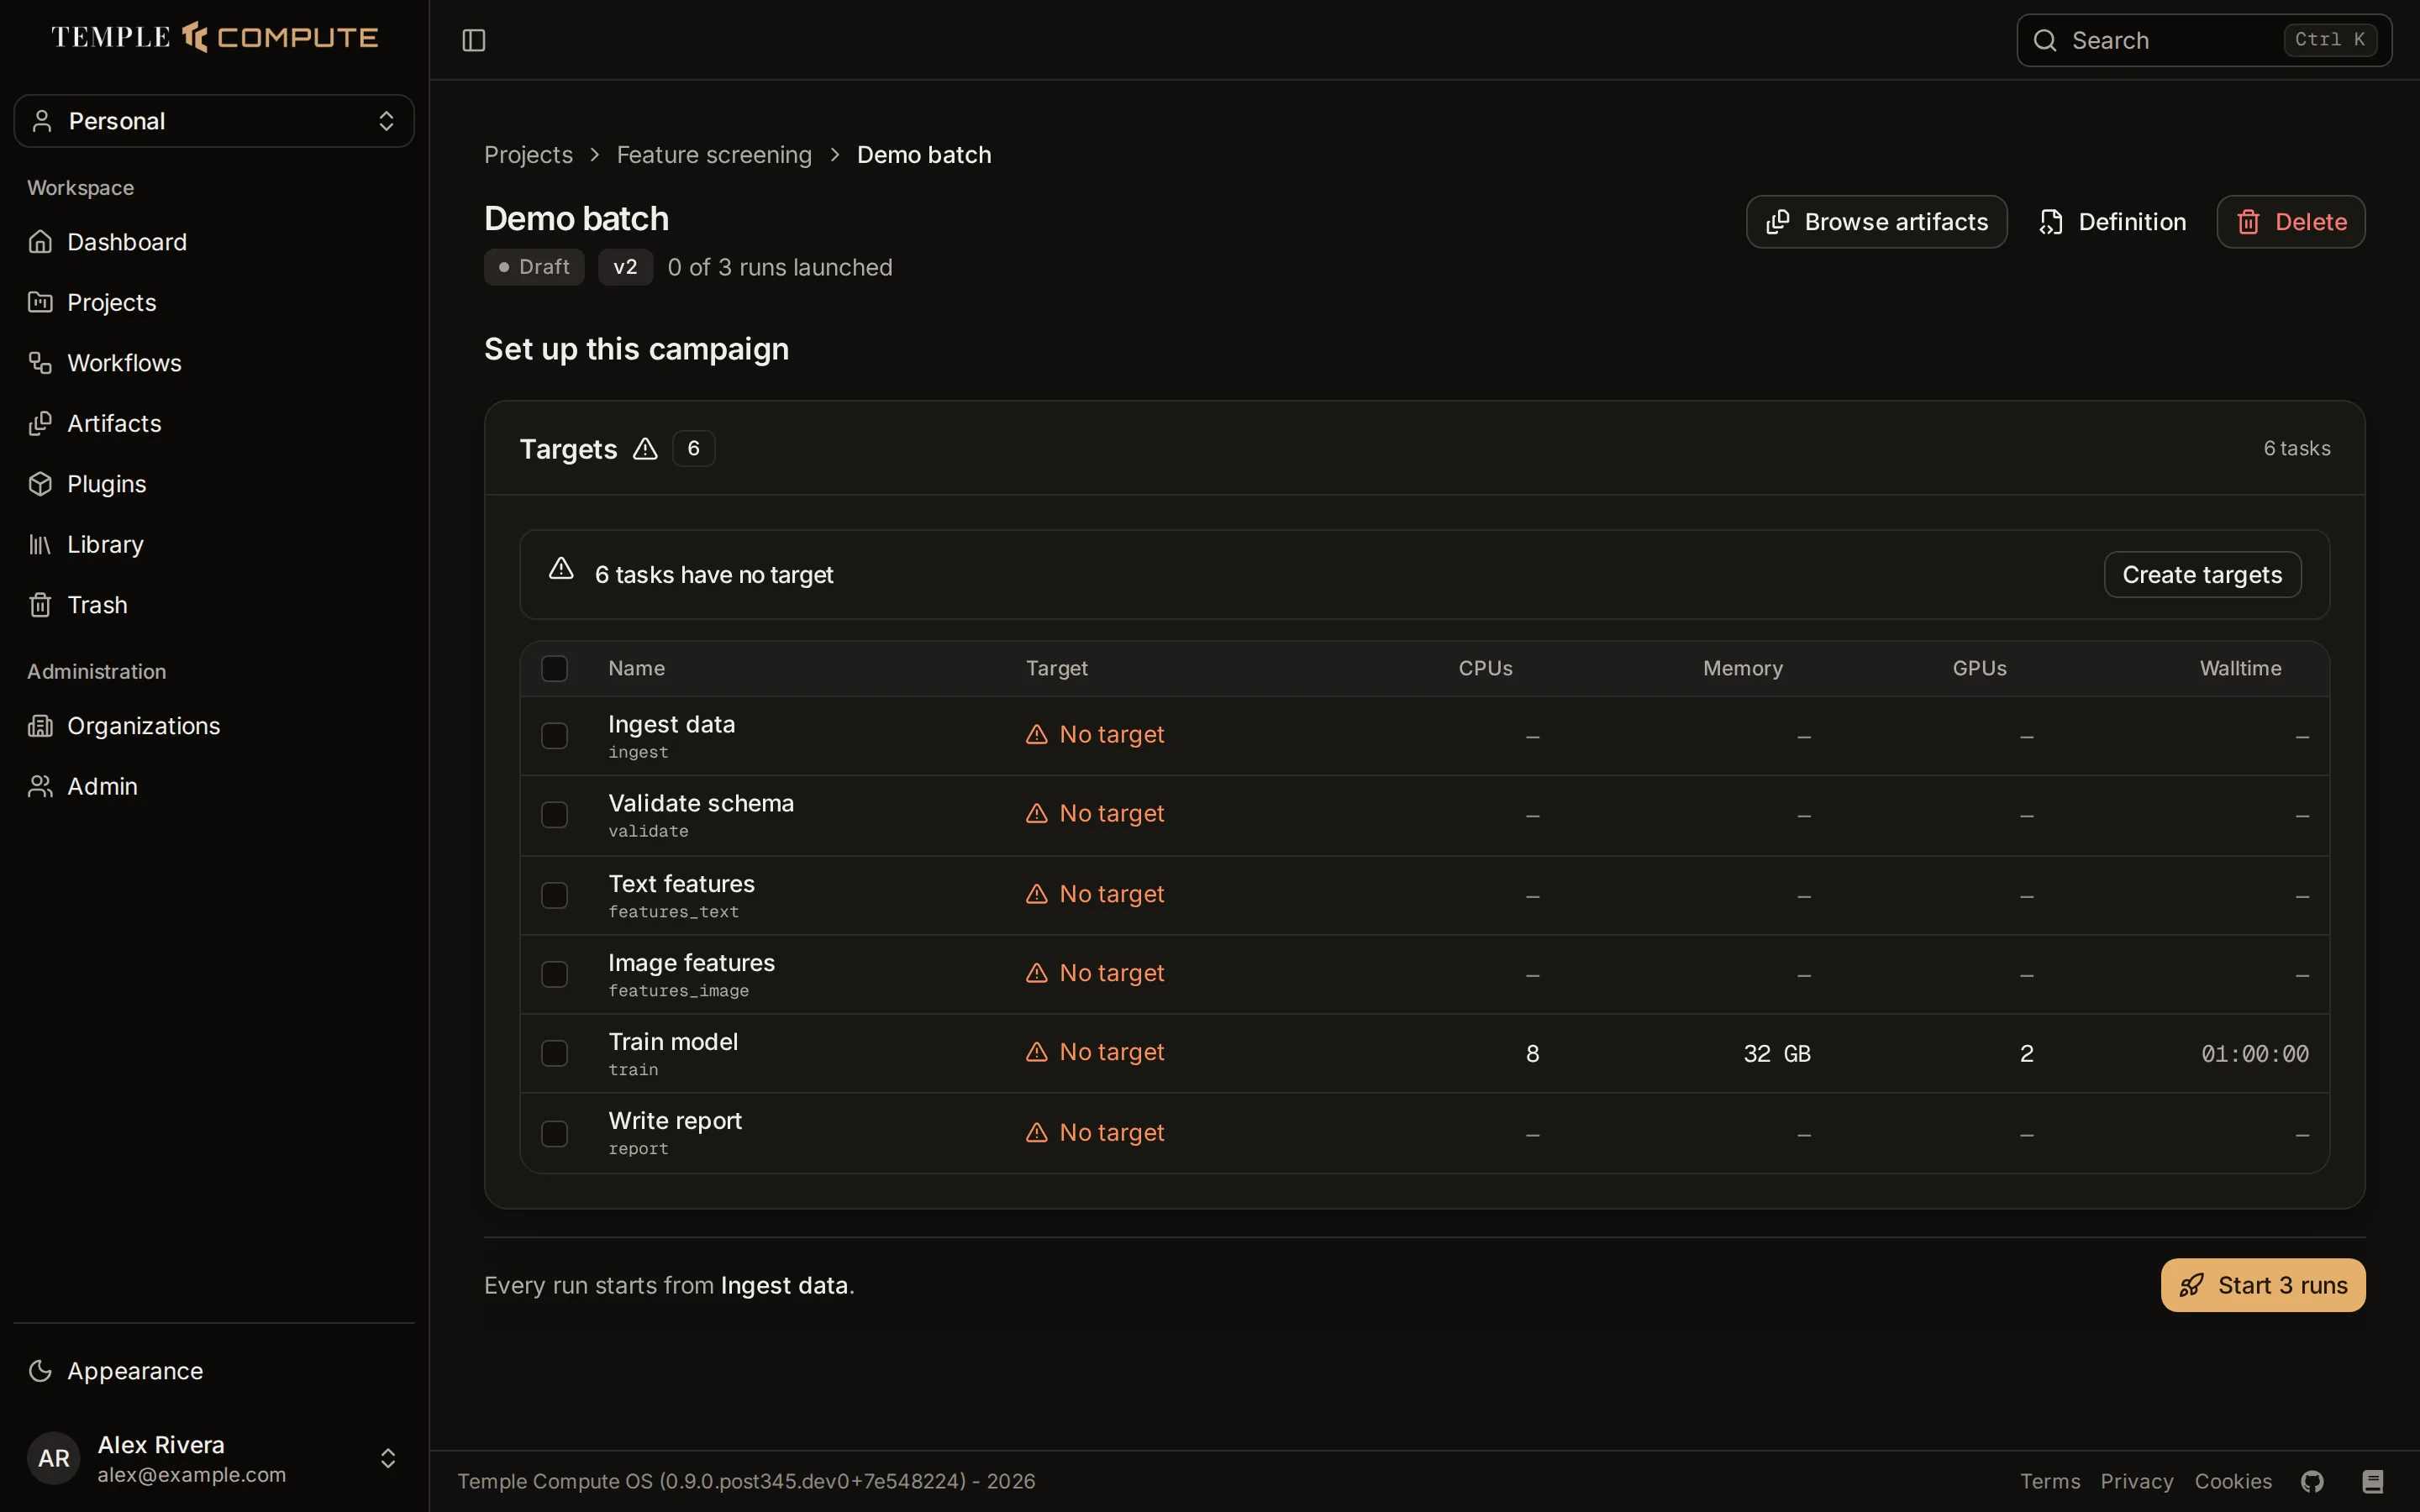 TEMPLE COMPUTE
Search Ctrl K
Personal
Workspace
Dashboard
Projects
Workflows
Artifacts
Plugins
Library
Trash
Administration
Organizations
Admin
Appearance
AR
Alex Rivera
alex@example.com
Projects > Feature screening > Demo batch
Demo batch
Browse artifacts
Definition
Delete
Draft v2 0 of 3 runs launched
Set up this campaign
Targets 6 6 tasks
6 tasks have no target Create targets
Name Target CPUs Memory GPUs Walltime
Ingest data
ingest
No target – – – –
Validate schema
validate
No target – – – –
Text features
features_text
No target – – – –
Image features
features_image
No target – – – –
Train model
train
No target 8 32 GB 2 01:00:00
Write report
report
No target – – – –
Every run starts from Ingest data. Start 3 runs
Temple Compute OS (0.9.0.post345.dev0+7e548224) - 2026 Terms Privacy Cookies